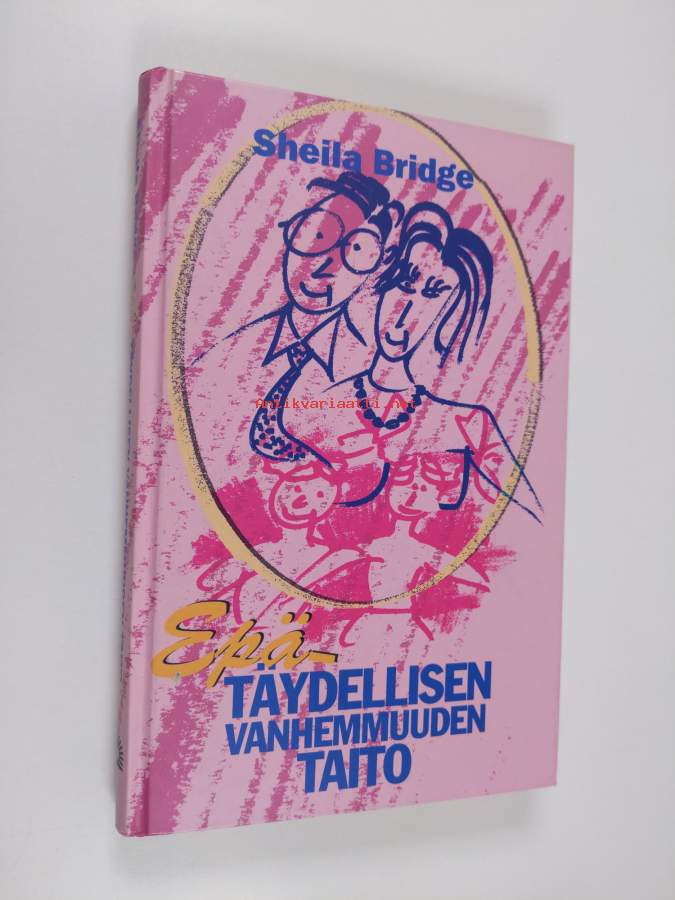 Sheila Bridge
Antikvariaatti.net
Epä-
TÄYDELLISEN
VANHEMMUUDEN
TAITO